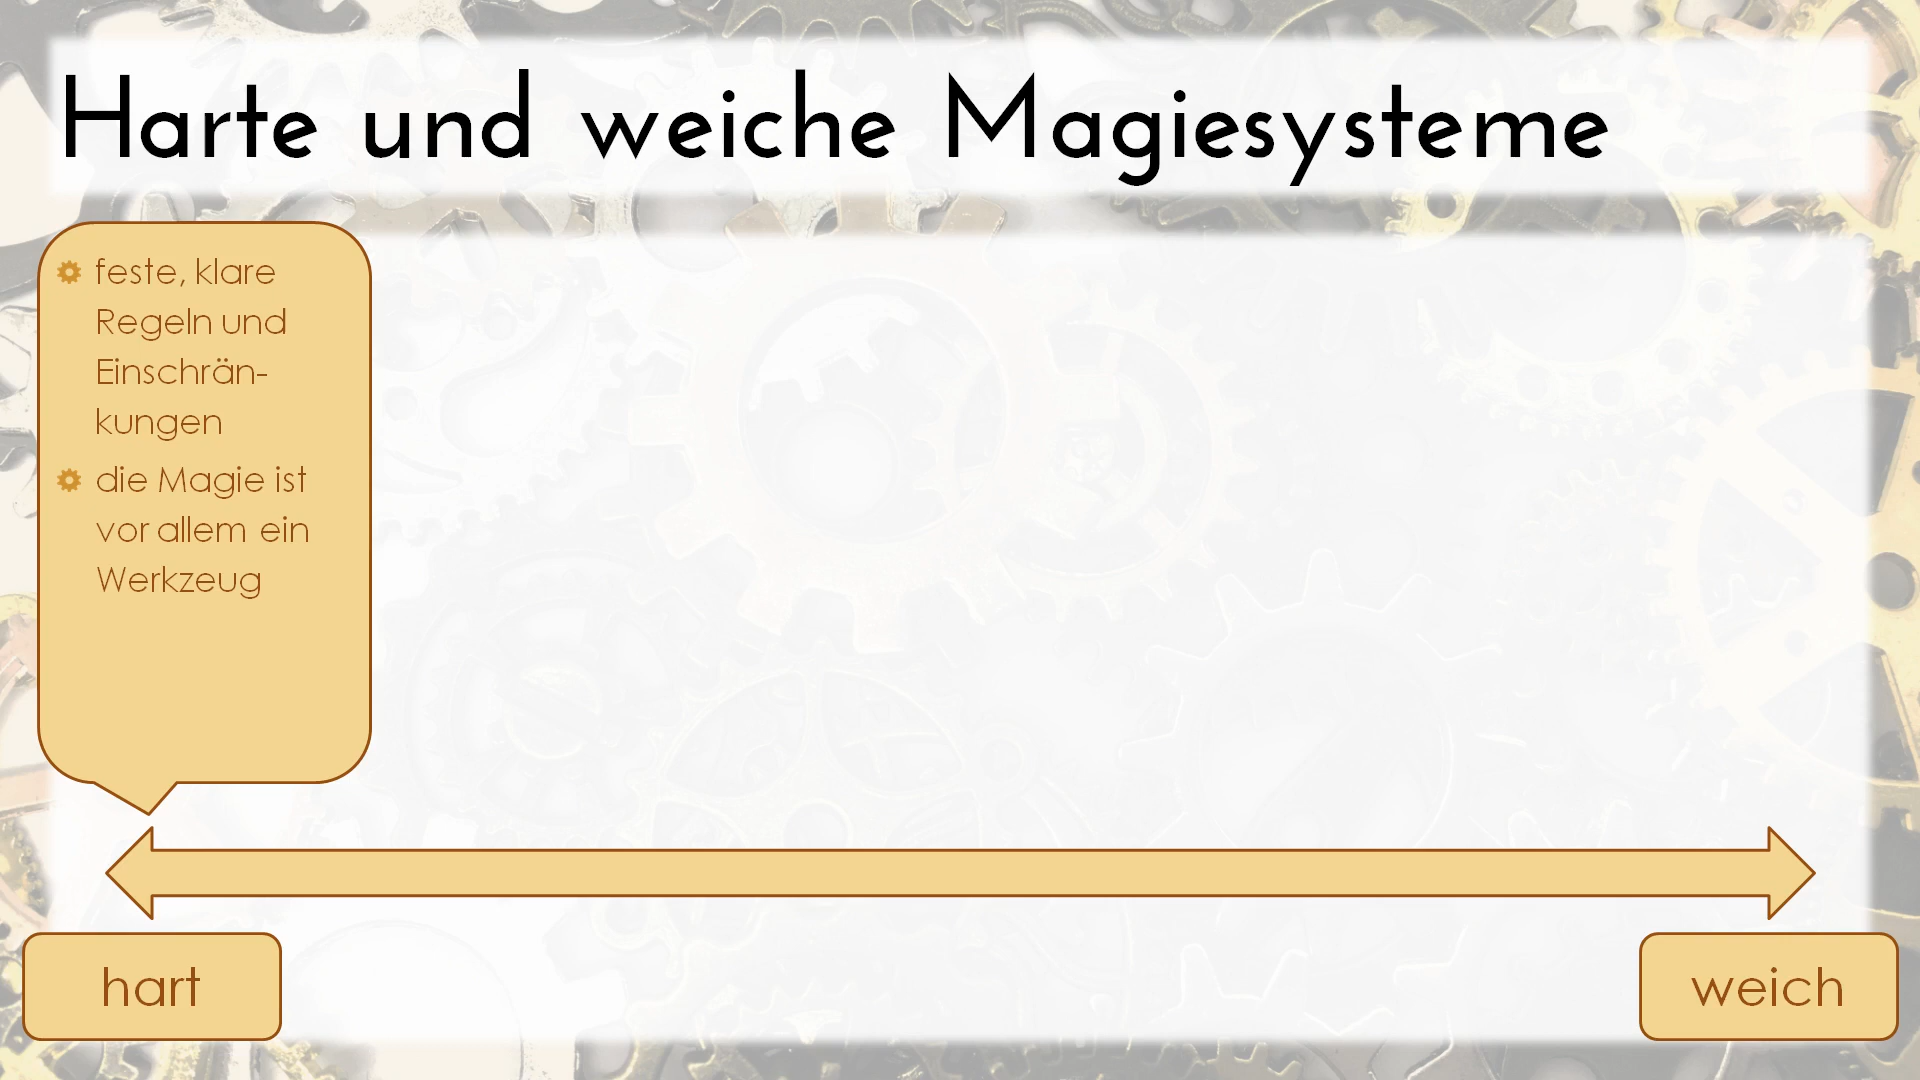 Harte und weiche Magiesysteme
feste, klare
Regeln und
Einschrän-
kungen
die Magie ist
vor allem ein
Werkzeug
hart
weich